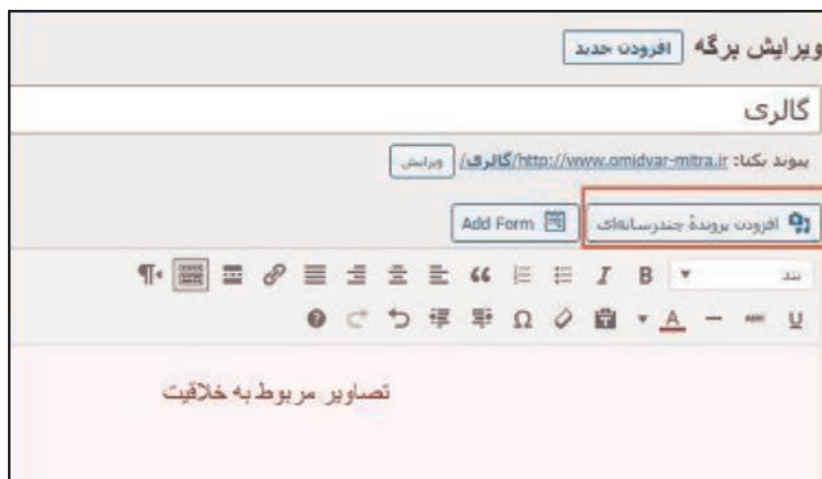 ویرایش برگه افزودن جدید
گالری
پیوند یکتا: http://www.omidvar-mitra.ir/گالری/ ویرایش
افزودن پروندهٔ چندرسانه‌ای Add Form
بند B I
U ABC A Ω
تصاویر مربوط به خلاقیت